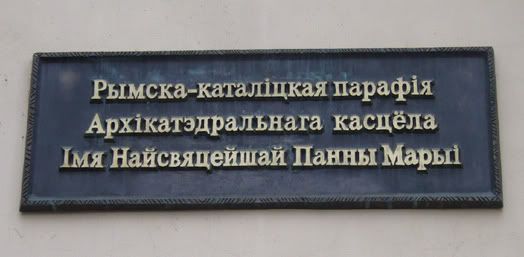 Рымска-каталіцкая парафія
Архікатэдральнага касцёла
Імя Найсвяцейшай Панны Марыі